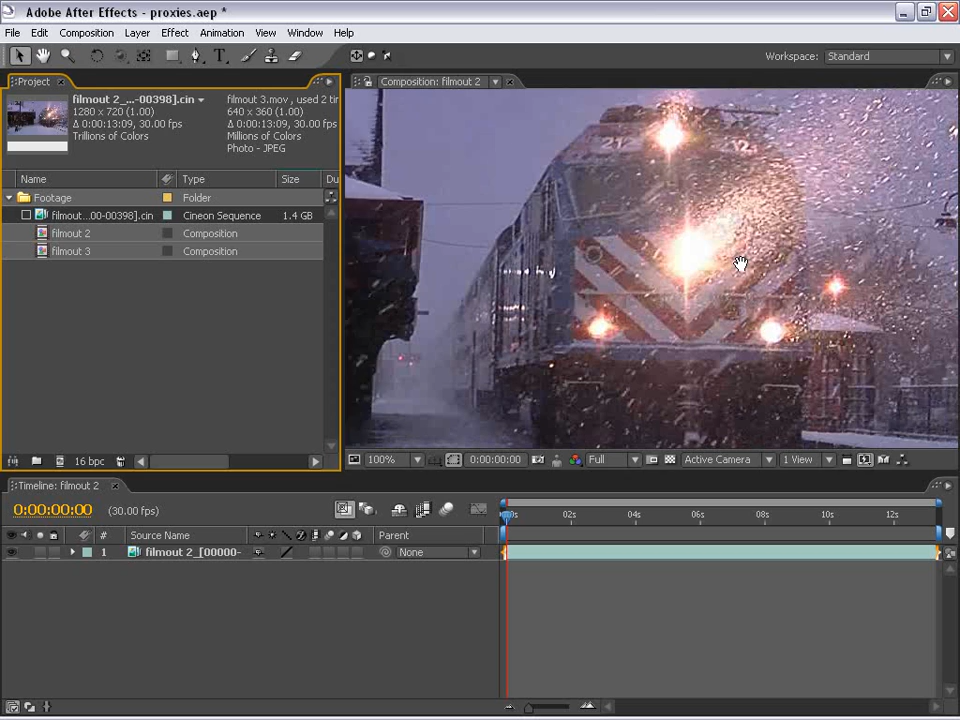 Adobe After Effects - proxies.aep *
File Edit Composition Layer Effect Animation View Window Help
Workspace: Standard
Project
Composition: filmout 2
filmout 2_...-00398].cin
1280 x 720 (1.00)
Δ 0:00:13:09, 30.00 fps
Trillions of Colors
filmout 3.mov , used 2 tir
640 x 360 (1.00)
Δ 0:00:13:09, 30.00 fps
Millions of Colors
Photo - JPEG
Name Type Size Du
Footage Folder
filmout...00-00398].cin Cineon Sequence 1.4 GB
filmout 2 Composition
filmout 3 Composition
16 bpc
100% 0:00:00:00 Full Active Camera 1 View
Timeline: filmout 2
0:00:00:00 (30.00 fps)
# Source Name Parent
02s 04s 06s 08s 10s 12s
1 filmout 2_[00000- None